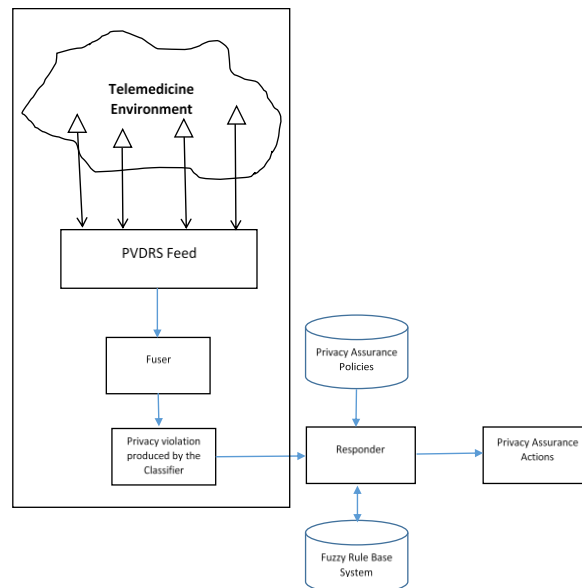 Telemedicine
Environment
PVDRS Feed
Fuser
Privacy Assurance
Policies
Privacy violation
produced by the
Classifier
Responder
Privacy Assurance
Actions
Fuzzy Rule Base
System